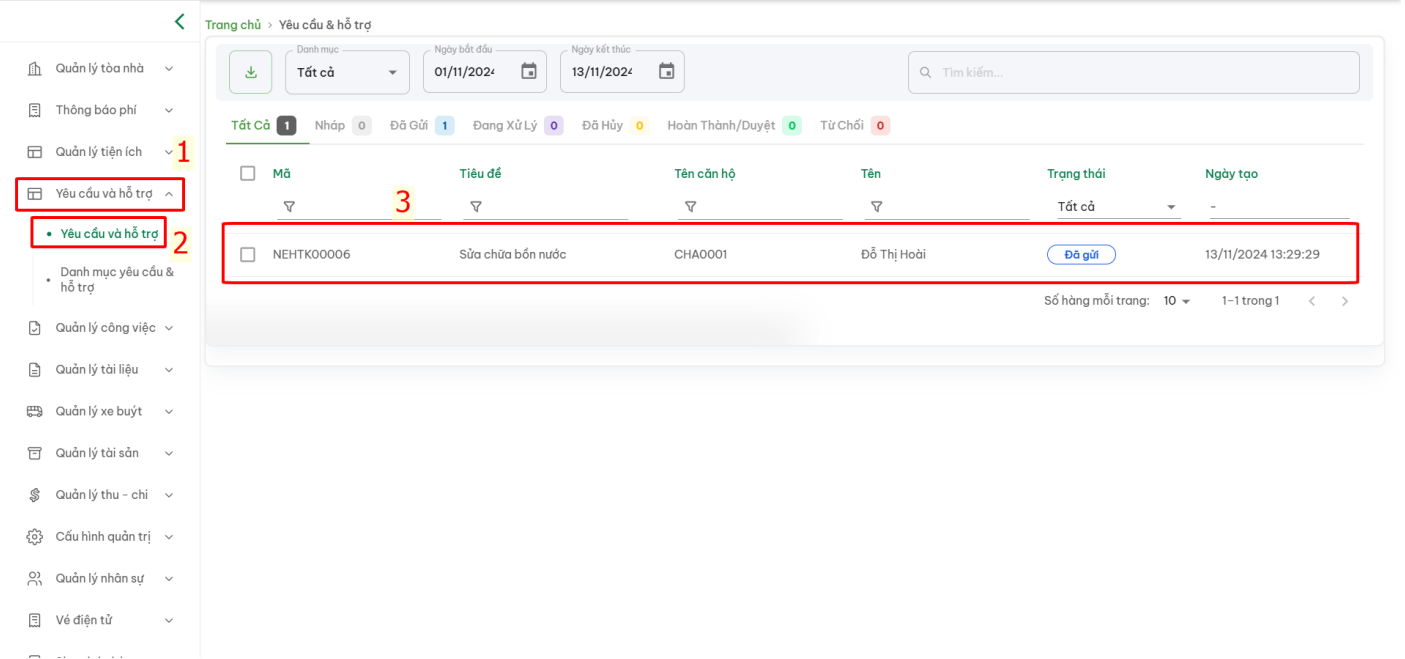 Trang chủ › Yêu cầu & hỗ trợ
Quản lý tòa nhà
Thông báo phí
Quản lý tiện ích
1
Yêu cầu và hỗ trợ
Yêu cầu và hỗ trợ
2
Danh mục yêu cầu &
hỗ trợ
Quản lý công việc
Quản lý tài liệu
Quản lý xe buýt
Quản lý tài sản
Quản lý thu - chi
Cấu hình quản trị
Quản lý nhân sự
Vé điện tử
Danh mục Ngày bắt đầu Ngày kết thúc
Tất cả 01/11/2024 13/11/2024 Tìm kiếm...
Tất Cả 1 Nháp 0 Đã Gửi 1 Đang Xử Lý 0 Đã Hủy 0 Hoàn Thành/Duyệt 0 Từ Chối 0
Mã Tiêu đề Tên căn hộ Tên Trạng thái Ngày tạo
3 Tất cả -
NEHTK00006 Sửa chữa bồn nước CHA0001 Đỗ Thị Hoài Đã gửi 13/11/2024 13:29:29
Số hàng mỗi trang: 10 1-1 trong 1